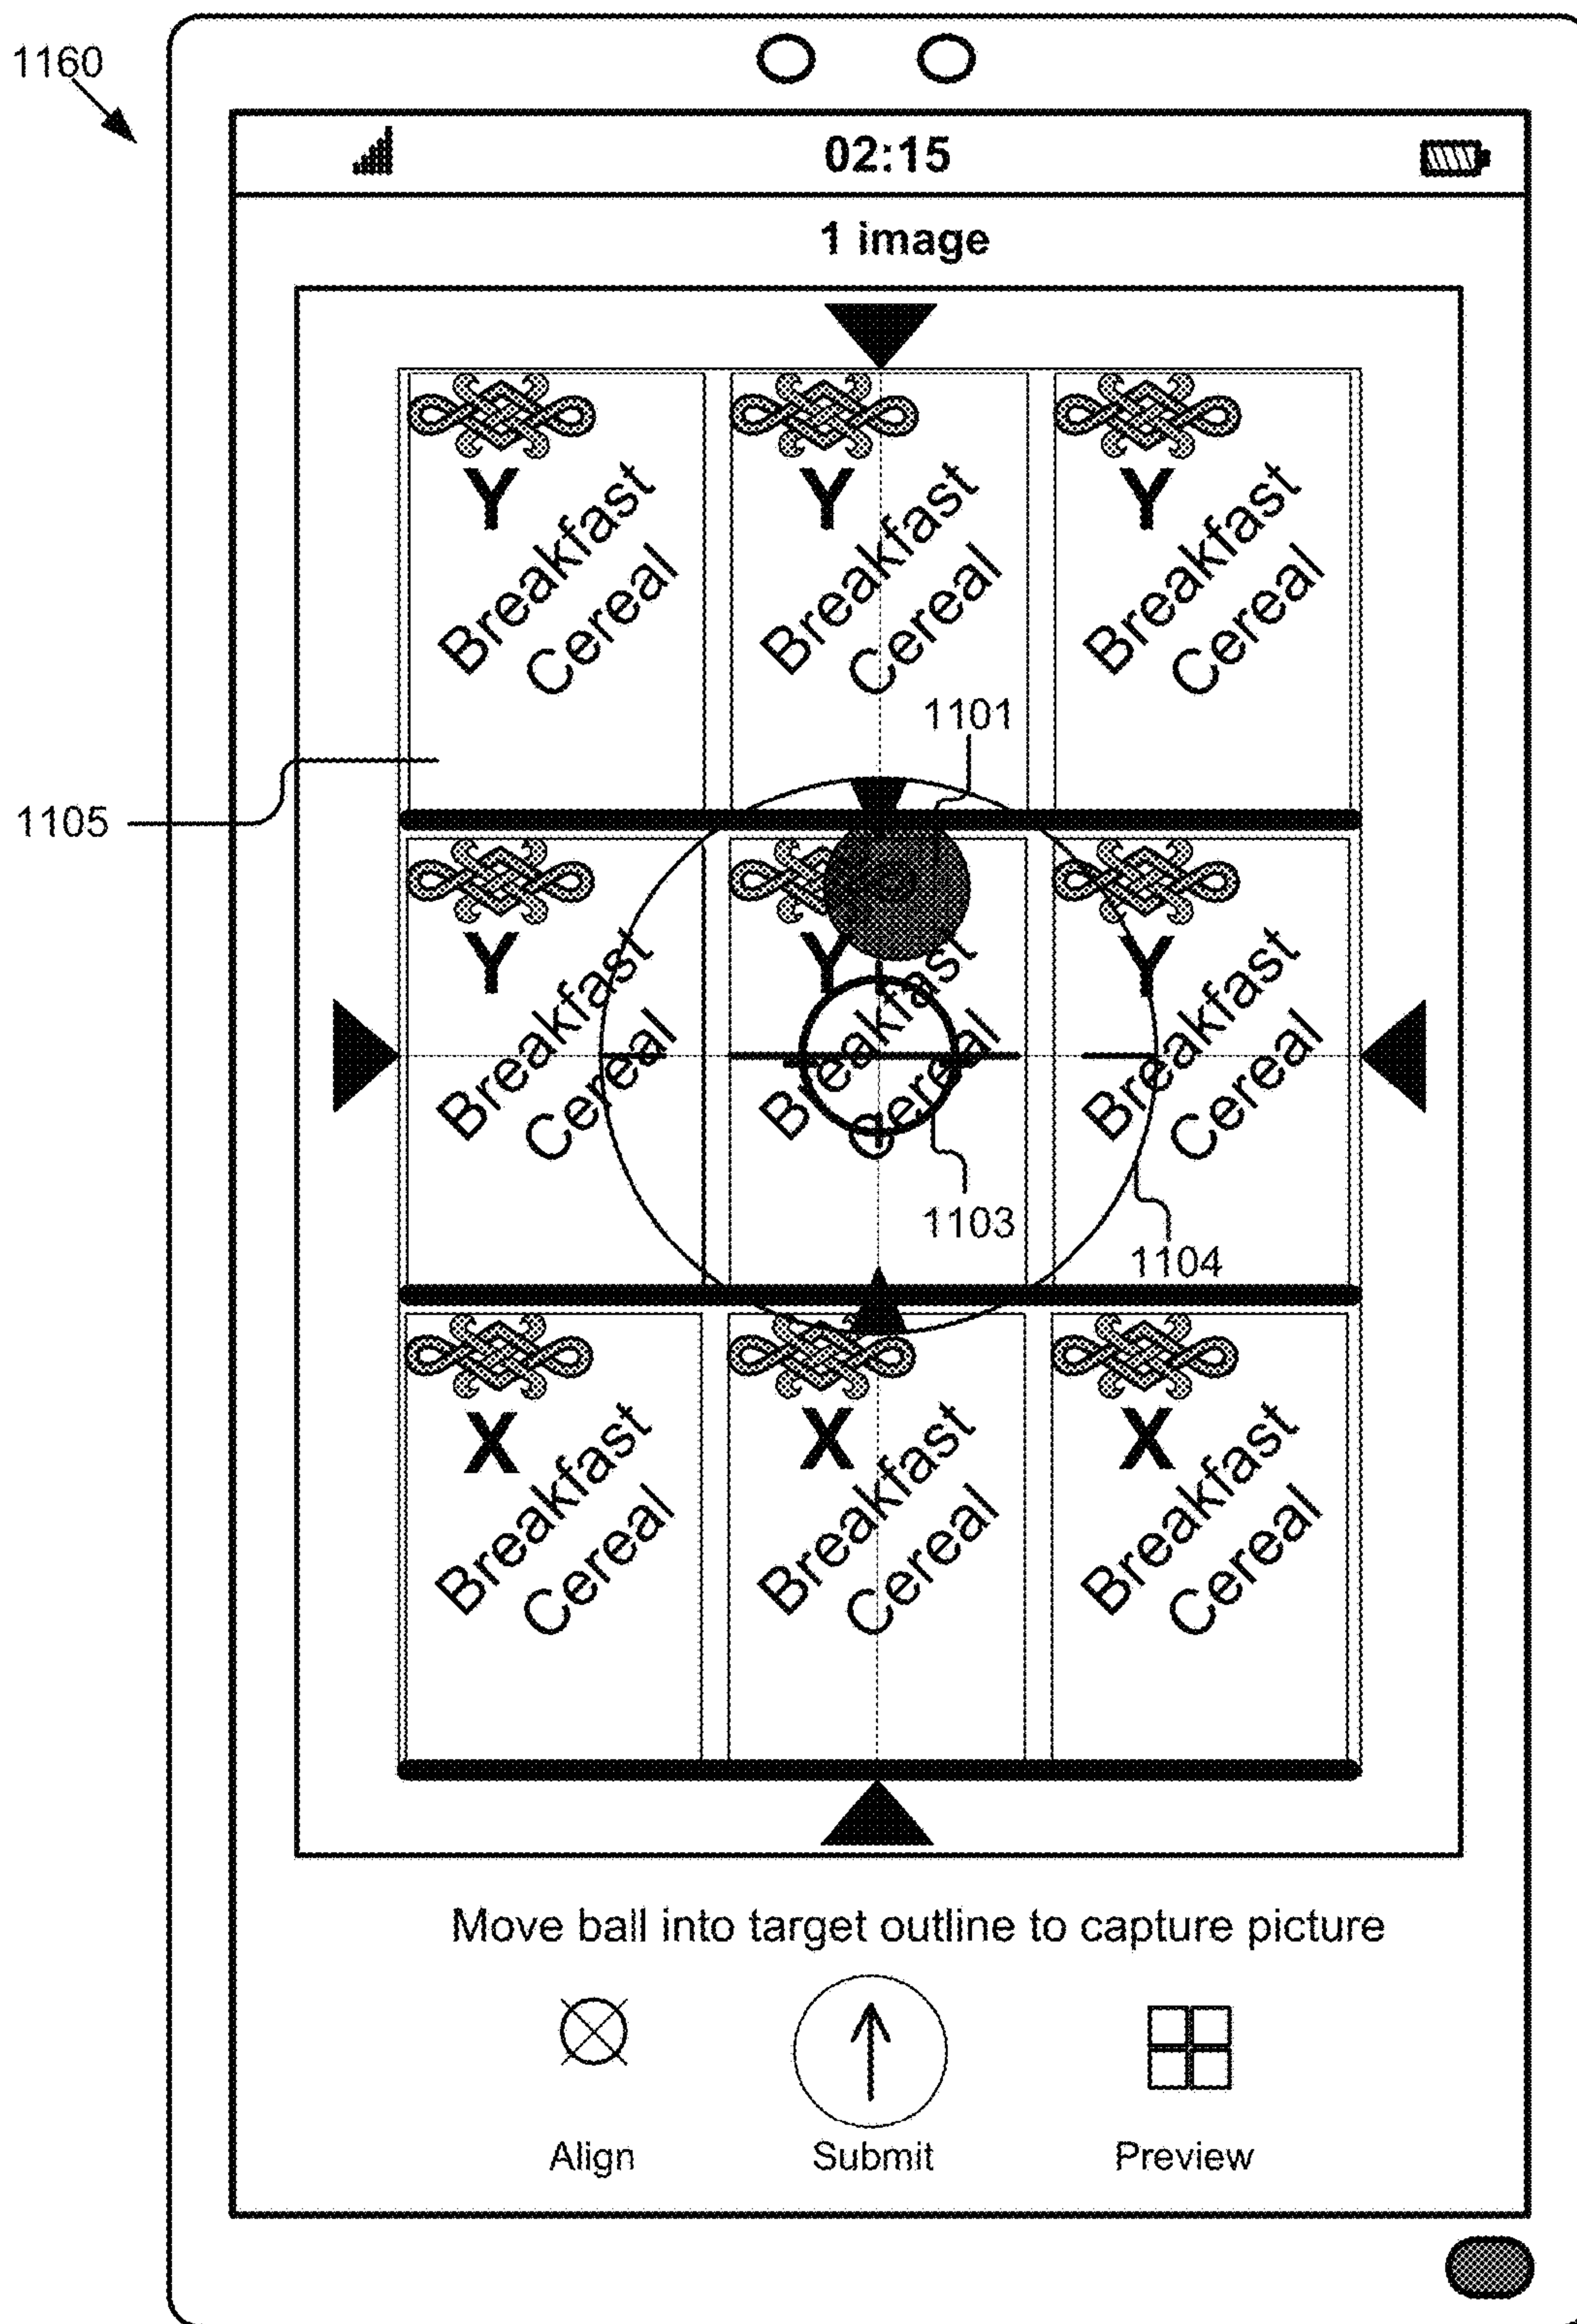 1160
02:15
1 image
Y Y Y
Breakfast Breakfast Breakfast
Cereal Cereal Cereal
1101
1105
Y Y Y
Breakfast Breakfast Breakfast
Cereal Cereal Cereal
1103
1104
X X X
Breakfast Breakfast Breakfast
Cereal Cereal Cereal
Move ball into target outline to capture picture
Align Submit Preview